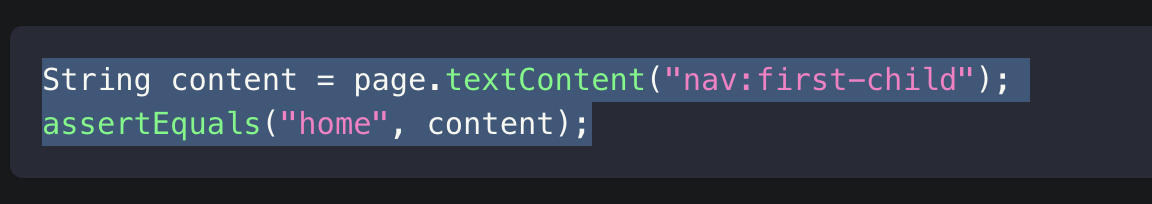 String content = page.textContent("nav:first-child");
assertEquals("home", content);